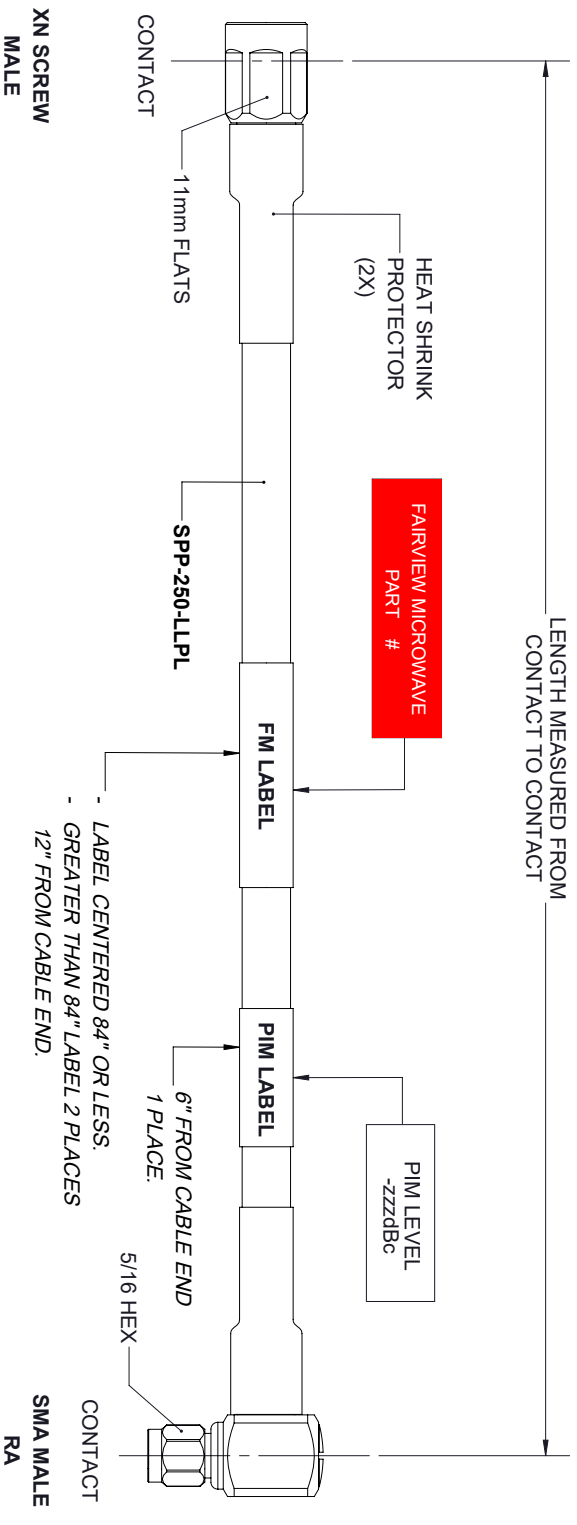 LENGTH MEASURED FROM
CONTACT TO CONTACT
FAIRVIEW MICROWAVE
PART #
PIM LEVEL
-zzzdBc
HEAT SHRINK
PROTECTOR
(2X)
FM LABEL
PIM LABEL
11mm FLATS
SPP-250-LLPL
6" FROM CABLE END
1 PLACE.
5/16 HEX
- LABEL CENTERED 84" OR LESS.
- GREATER THAN 84" LABEL 2 PLACES
12" FROM CABLE END.
CONTACT
XN SCREW
MALE
CONTACT
SMA MALE
RA